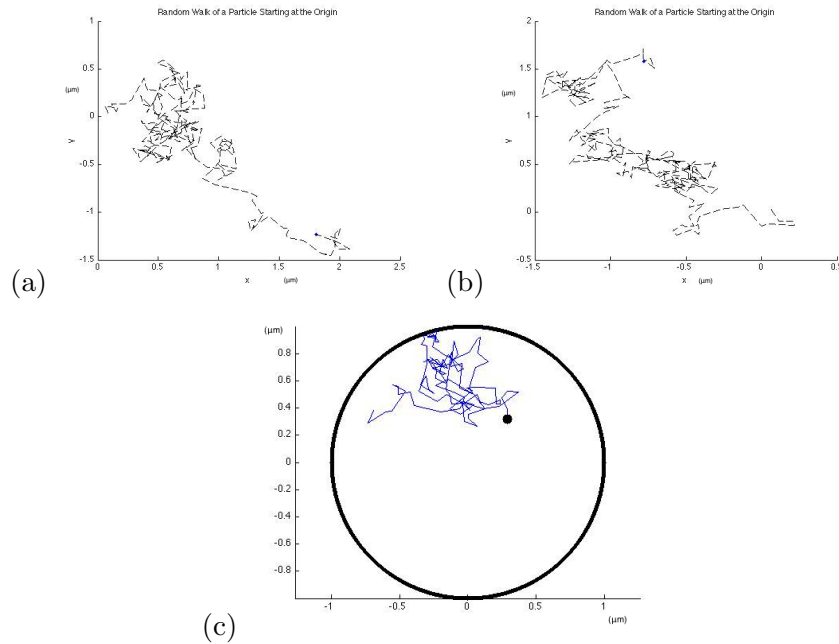 Random Walk of a Particle Starting at the Origin
1
0.5
0
-0.5
-1
-1.5
(μm)
y
0
0.5
1
1.5
2
2.5
x (μm)
(a)
Random Walk of a Particle Starting at the Origin
2
1.5
1
0.5
0
-0.5
(μm)
y
-1.5
-1
-0.5
0
0.5
x (μm)
(b)
(μm)
0.8
0.6
0.4
0.2
0
-0.2
-0.4
-0.6
-0.8
-1
-0.5
0
0.5
1
(μm)
(c)